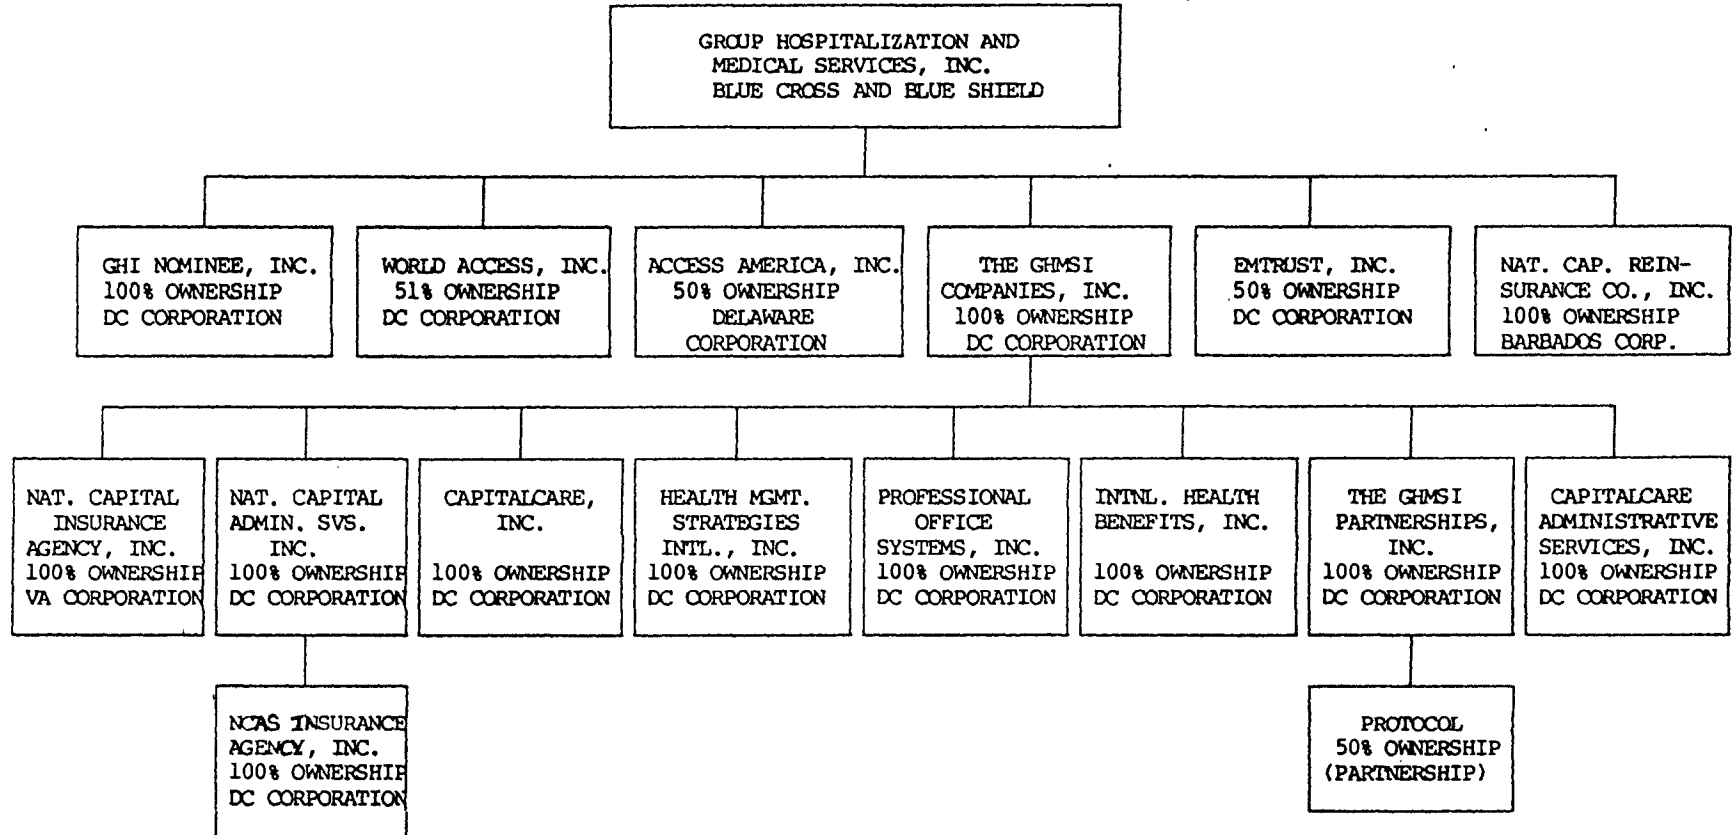 GROUP HOSPITALIZATION AND
MEDICAL SERVICES, INC.
BLUE CROSS AND BLUE SHIELD
GHI NOMINEE, INC.
100% OWNERSHIP
DC CORPORATION
WORLD ACCESS, INC.
51% OWNERSHIP
DC CORPORATION
ACCESS AMERICA, INC.
50% OWNERSHIP
DELAWARE
CORPORATION
THE GHMSI
COMPANIES, INC.
100% OWNERSHIP
DC CORPORATION
EMTRUST, INC.
50% OWNERSHIP
DC CORPORATION
NAT. CAP. REIN-
SURANCE CO., INC.
100% OWNERSHIP
BARBADOS CORP.
NAT. CAPITAL
INSURANCE
AGENCY, INC.
100% OWNERSHIP
VA CORPORATION
NAT. CAPITAL
ADMIN. SVS.
INC.
100% OWNERSHIP
DC CORPORATION
CAPITALCARE,
INC.
100% OWNERSHIP
DC CORPORATION
HEALTH MGMT.
STRATEGIES
INTL., INC.
100% OWNERSHIP
DC CORPORATION
PROFESSIONAL
OFFICE
SYSTEMS, INC.
100% OWNERSHIP
DC CORPORATION
INTNL. HEALTH
BENEFITS, INC.
100% OWNERSHIP
DC CORPORATION
THE GHMSI
PARTNERSHIPS,
INC.
100% OWNERSHIP
DC CORPORATION
CAPITALCARE
ADMINISTRATIVE
SERVICES, INC.
100% OWNERSHIP
DC CORPORATION
NCAS INSURANCE
AGENCY, INC.
100% OWNERSHIP
DC CORPORATION
PROTOCOL
50% OWNERSHIP
(PARTNERSHIP)